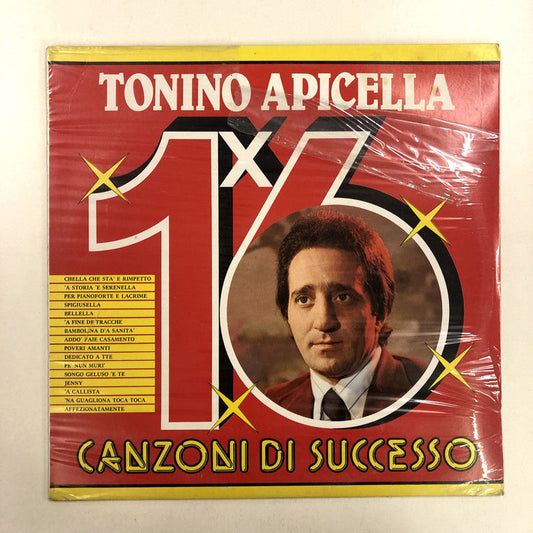 TONINO APICELLA
1X6
CHELLA CHE STA' E RIMPETTO
'A STORIA 'E SERENELLA
PER PIANOFORTE E LACRIME
SPIGIUSELLA
BELLELLA
'A FINE DE TRACCHE
BAMBOLINA D'A SANITA'
ADDO' FAIE CASAMENTO
POVERI AMANTI
DEDICATO A TTE
PE' NUN MURI'
SONGO GELUSO 'E TE
JENNY
'A CALLISTA
'NA GUAGLIONA TOCA TOCA
AFFEZIONATAMENTE
CANZONI DI SUCCESSO